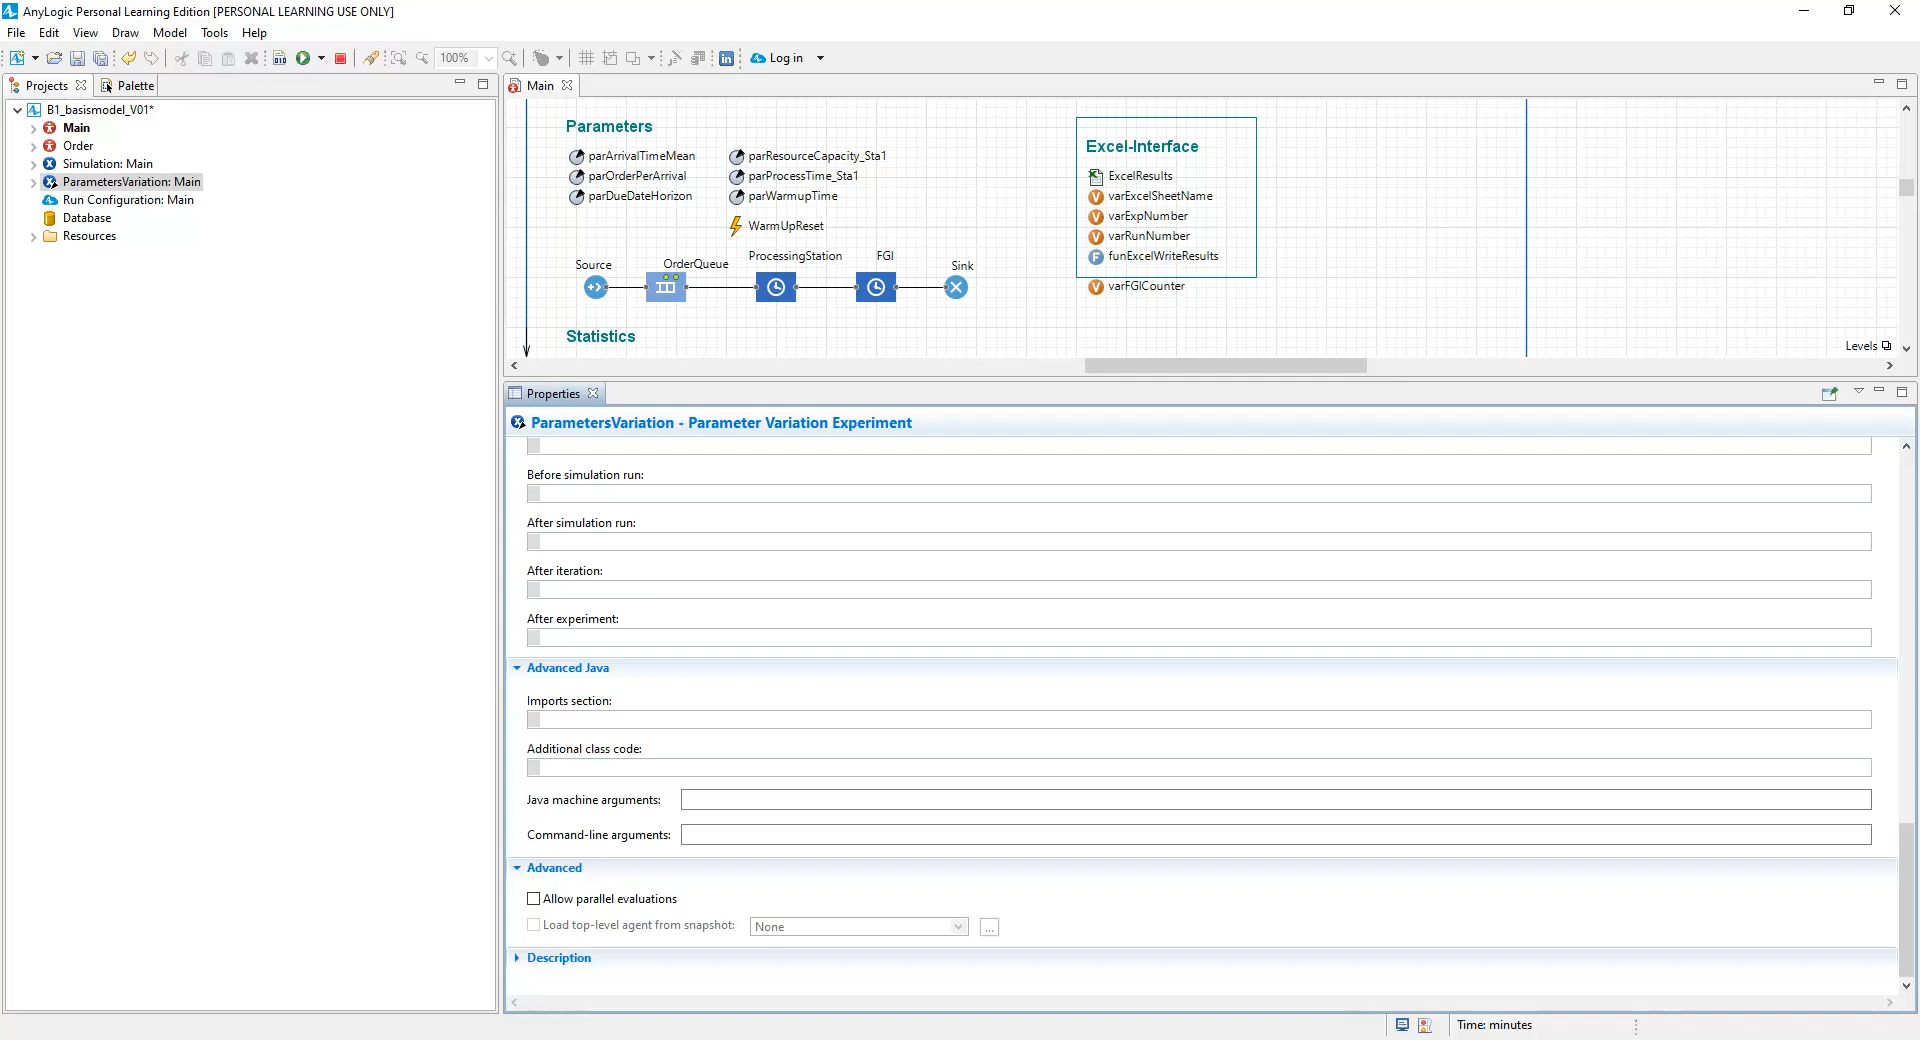 AnyLogic Personal Learning Edition [PERSONAL LEARNING USE ONLY]
File Edit View Draw Model Tools Help
010 100% in Log in
Projects Palette
B1_basismodel_V01*
Main
Order
Simulation: Main
ParametersVariation: Main
Run Configuration: Main
Database
Resources
Main
Parameters
parArrivalTimeMean
parOrderPerArrival
parDueDateHorizon
parResourceCapacity_Sta1
parProcessTime_Sta1
parWarmupTime
WarmUpReset
Source
OrderQueue
ProcessingStation
FGI
Sink
Statistics
Excel-Interface
ExcelResults
V varExcelSheetName
V varExpNumber
V varRunNumber
F funExcelWriteResults
V varFGICounter
Levels
Properties
ParametersVariation - Parameter Variation Experiment
Before simulation run:
After simulation run:
After iteration:
After experiment:
Advanced Java
Imports section:
Additional class code:
Java machine arguments:
Command-line arguments:
Advanced
Allow parallel evaluations
Load top-level agent from snapshot: None ...
Description
Time: minutes